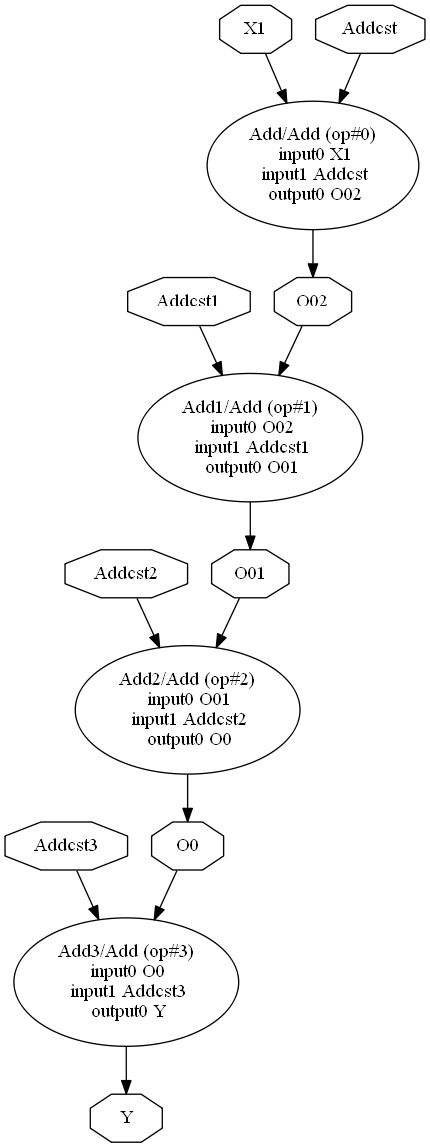 X1
Addcst
Add/Add (op#0)
input0 X1
input1 Addcst
output0 O02
Addcst1
O02
Add1/Add (op#1)
input0 O02
input1 Addcst1
output0 O01
Addcst2
O01
Add2/Add (op#2)
input0 O01
input1 Addcst2
output0 O0
Addcst3
O0
Add3/Add (op#3)
input0 O0
input1 Addcst3
output0 Y
Y